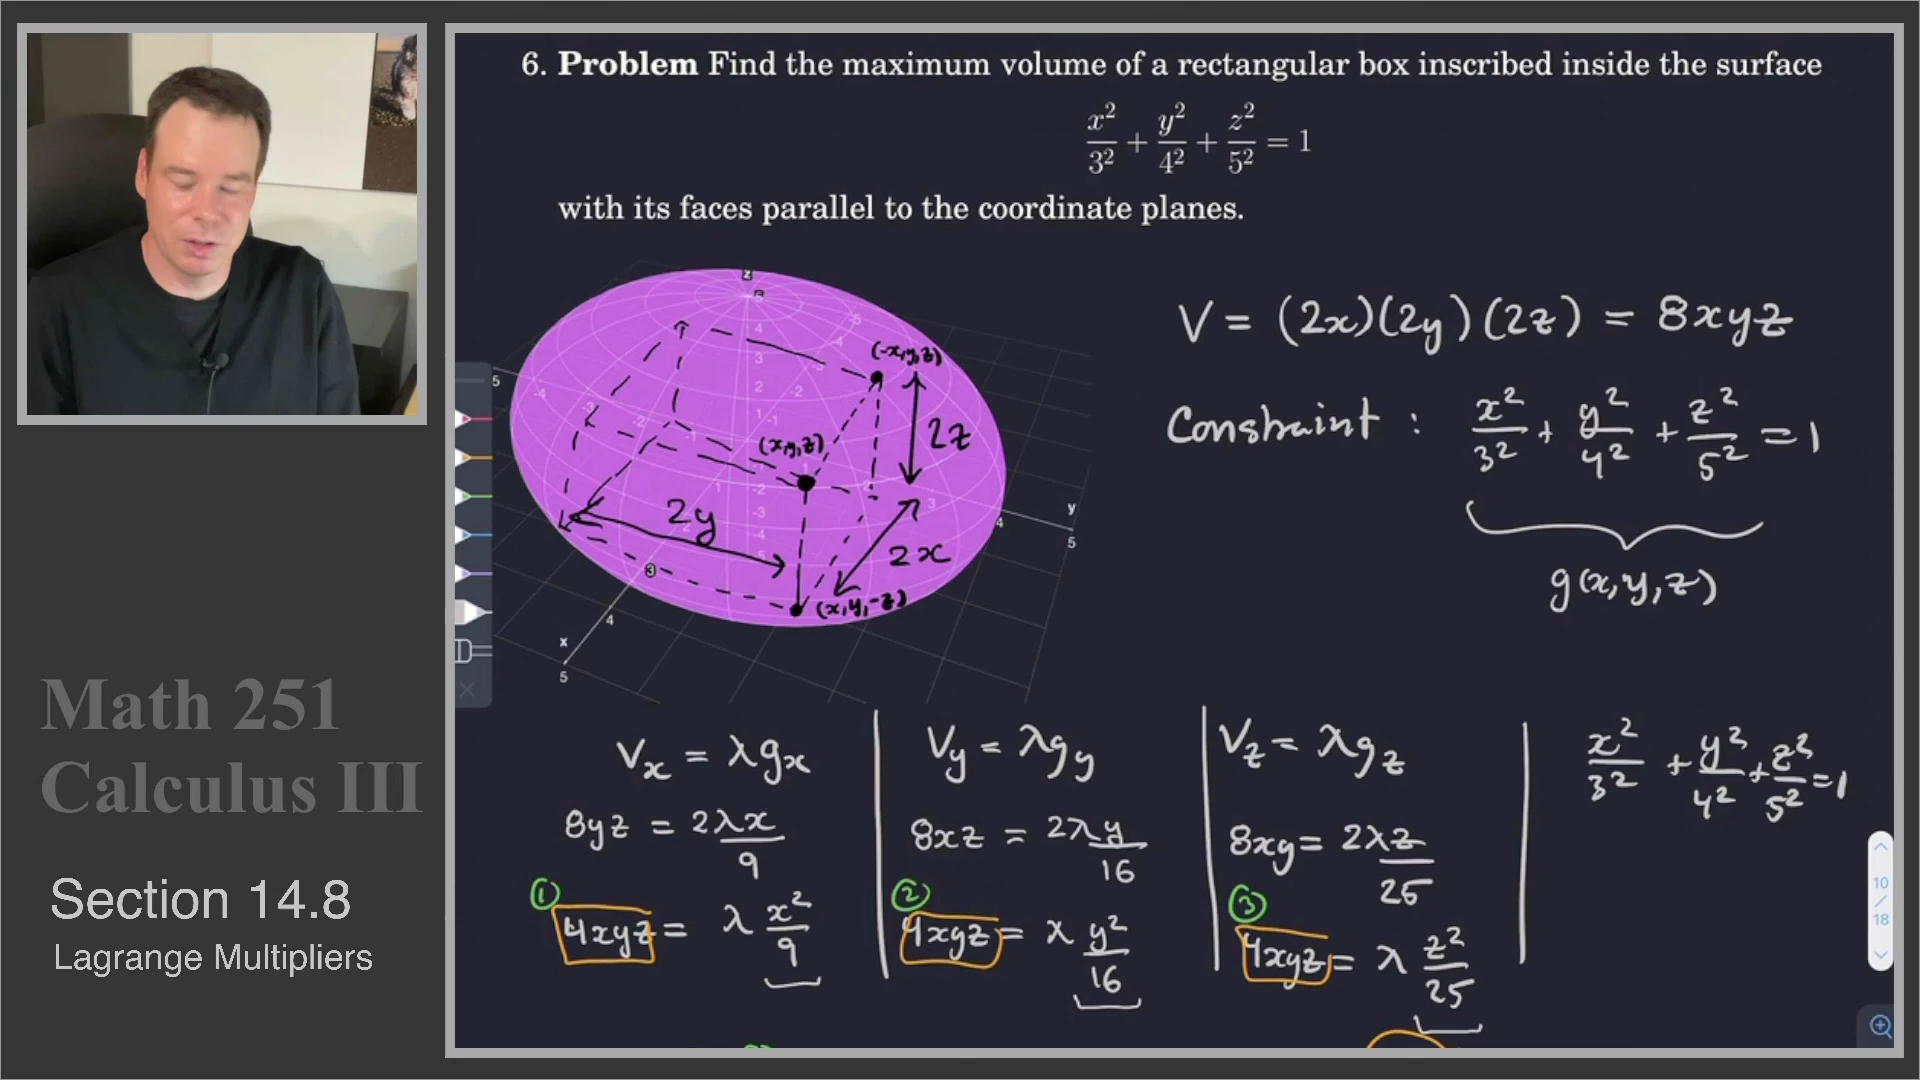 6. Problem Find the maximum volume of a rectangular box inscribed inside the surface
x²/3² + y²/4² + z²/5² = 1
with its faces parallel to the coordinate planes.
V = (2x)(2y)(2z) = 8xyz
Constraint : x²/3² + y²/4² + z²/5² = 1
g(x,y,z)
(-x,y,z)
(x,y,z)
2z
2y
2x
(x,y,-z)
z
y
5
x
5
Vx = λgx
8yz = 2λx/9
① 4xyz = λ x²/9
Vy = λgy
8xz = 2λy/16
② 4xyz = λ y²/16
Vz = λgz
8xy = 2λz/25
③ 4xyz = λ z²/25
x²/3² + y²/4² + z²/5² = 1
10
/
18
Math 251
Calculus III
Section 14.8
Lagrange Multipliers